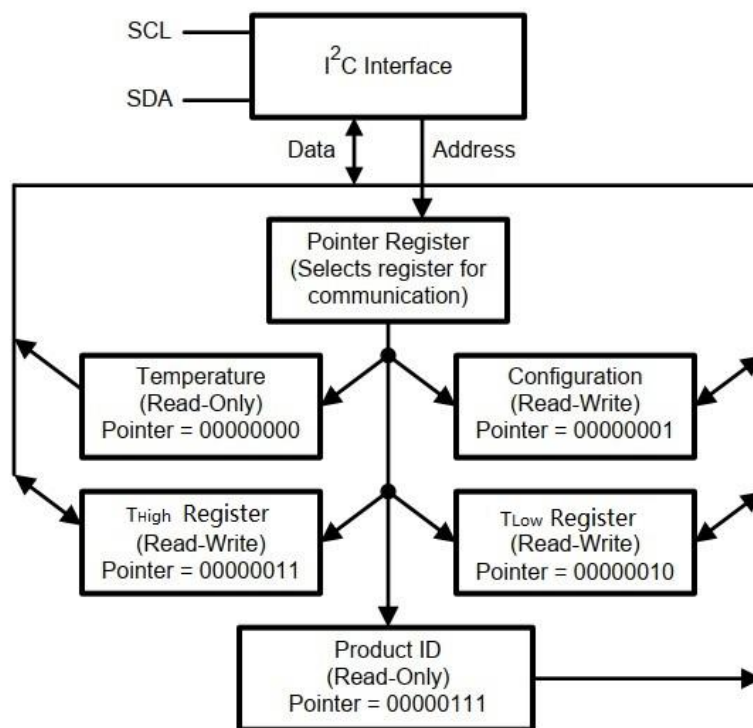 SCL
SDA
I²C Interface
Data
Address
Pointer Register
(Selects register for
communication)
Temperature
(Read-Only)
Pointer = 00000000
Configuration
(Read-Write)
Pointer = 00000001
THigh Register
(Read-Write)
Pointer = 00000011
TLow Register
(Read-Write)
Pointer = 00000010
Product ID
(Read-Only)
Pointer = 00000111